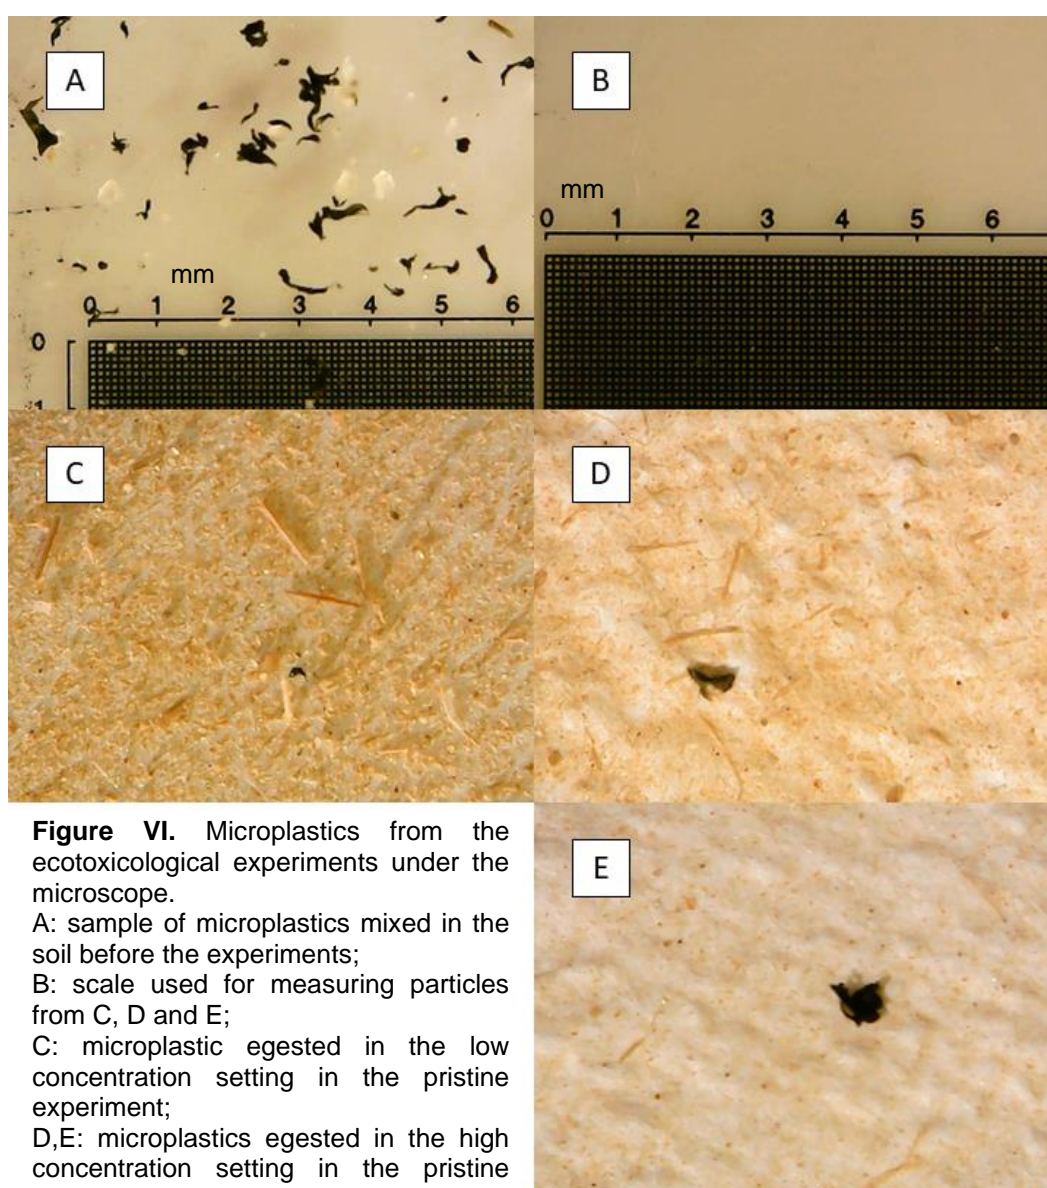 A
mm
0 1 2 3 4 5 6
0
1
B
mm
0 1 2 3 4 5 6
C
D
Figure VI. Microplastics from the
ecotoxicological experiments under the
microscope.
A: sample of microplastics mixed in the
soil before the experiments;
B: scale used for measuring particles
from C, D and E;
C: microplastic egested in the low
concentration setting in the pristine
experiment;
D,E: microplastics egested in the high
concentration setting in the pristine
E